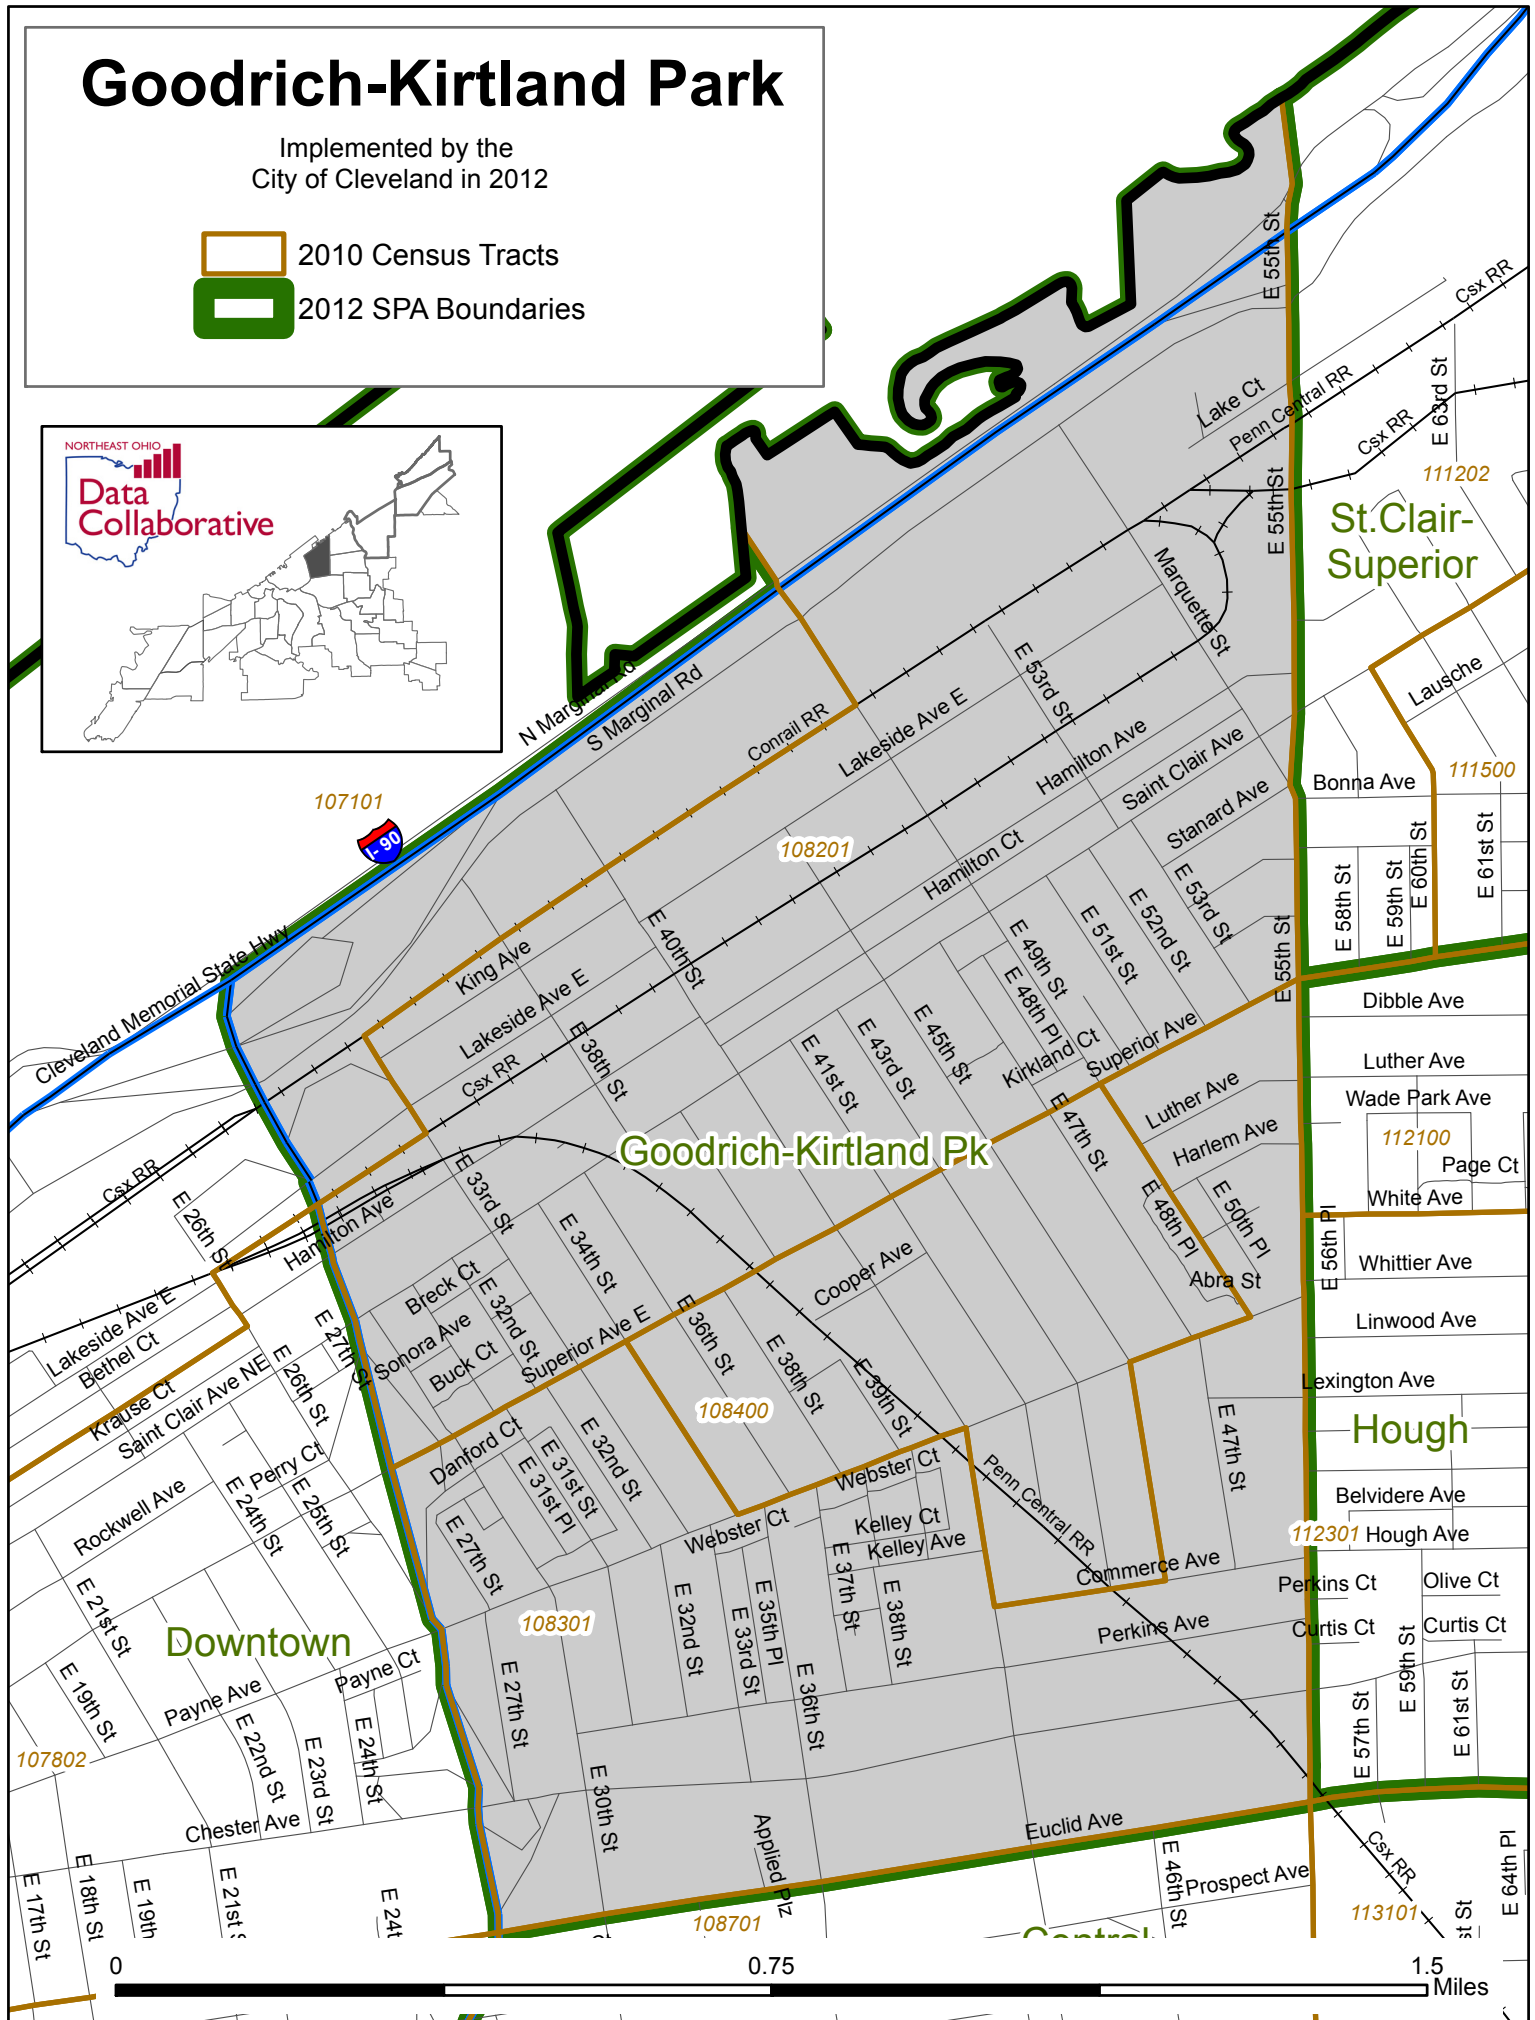 Goodrich-Kirtland Park
Implemented by the
City of Cleveland in 2012
2010 Census Tracts
2012 SPA Boundaries
NORTHEAST OHIO
Data
Collaborative
E 55th St
Csx RR
Lake Ct
Penn Central RR
Csx RR
E 63rd St
111202
E 55th St
St.Clair-
Superior
Marquette St
N Marginal Rd
S Marginal Rd
E 53rd St
Lausche
Conrail RR
Lakeside Ave E
Hamilton Ave
Saint Clair Ave
111500
Bonna Ave
107101
I- 90
Stanard Ave
108201
Hamilton Ct
E 58th St
E 59th St
E 60th St
E 61st St
E 53rd St
E 52nd St
E 51st St
E 49th St
E 48th Pl
E 55th St
Cleveland Memorial State Hwy
King Ave
E 40th St
Lakeside Ave E
Dibble Ave
Csx RR
E 38th St
E 41st St
E 43rd St
E 45th St
Kirkland Ct
Superior Ave
Luther Ave
Wade Park Ave
E 47th St
Luther Ave
Harlem Ave
112100
Page Ct
White Ave
Goodrich-Kirtland Pk
Csx RR
E 26th St
Hamilton Ave
E 33rd St
E 34th St
E 48th Pl
E 50th Pl
E 56th Pl
Whittier Ave
Cooper Ave
Abra St
Breck Ct
E 32nd St
Lakeside Ave E
Bethel Ct
E 27th St
Sonora Ave
Buck Ct
Superior Ave E
E 36th St
E 38th St
E 39th St
Linwood Ave
Lexington Ave
Krause Ct
Saint Clair Ave NE
E 26th St
108400
Hough
Danford Ct
E 32nd St
E 31st St
E 31st Pl
E 47th St
Rockwell Ave
Perry Ct
E 24th St
E 25th St
Webster Ct
Penn Central RR
Belvidere Ave
Webster Ct
Kelley Ct
Kelley Ave
112301
Hough Ave
E 27th St
Commerce Ave
E 21st St
108301
E 32nd St
E 33rd St
E 35th Pl
E 37th St
E 38th St
Perkins Ct
Olive Ct
Perkins Ave
Curtis Ct
Curtis Ct
Downtown
Payne Ct
E 19th St
Payne Ave
E 27th St
E 36th St
E 57th St
E 59th St
E 61st St
107802
E 22nd St
E 23rd St
E 24th St
E 30th St
Chester Ave
Applied Plz
Euclid Ave
E 17th St
E 18th St
E 19th
E 21st S
E 24t
108701
E 46th St
Prospect Ave
Csx RR
113101
st St
E 64th Pl
Central
0
0.75
1.5
Miles